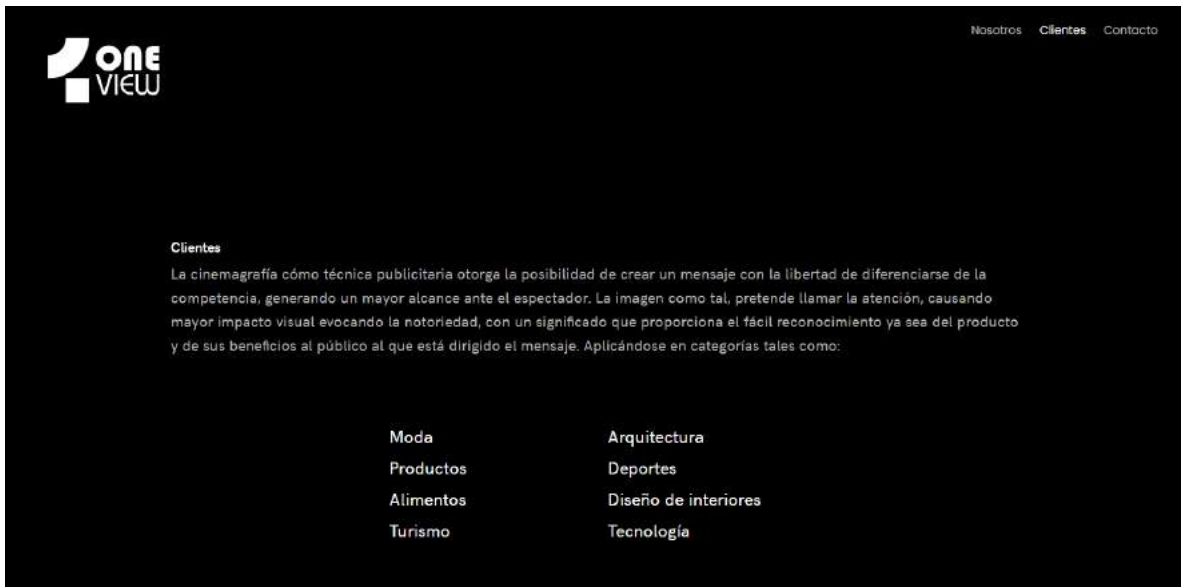 ONE
VIEW
Nosotros Clientes Contacto
Clientes
La cinemagrafía cómo técnica publicitaria otorga la posibilidad de crear un mensaje con la libertad de diferenciarse de la
competencia, generando un mayor alcance ante el espectador. La imagen como tal, pretende llamar la atención, causando
mayor impacto visual evocando la notoriedad, con un significado que proporciona el fácil reconocimiento ya sea del producto
y de sus beneficios al público al que está dirigido el mensaje. Aplicándose en categorías tales como:
Moda
Productos
Alimentos
Turismo
Arquitectura
Deportes
Diseño de interiores
Tecnología